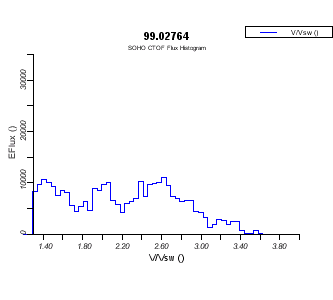 99.02764
V/Vsw ()
SOHO CTOF Flux Histogram
EFlux ()
30000
20000
10000
0
1.40 1.80 2.20 2.60 3.00 3.40 3.80
V/Vsw ()